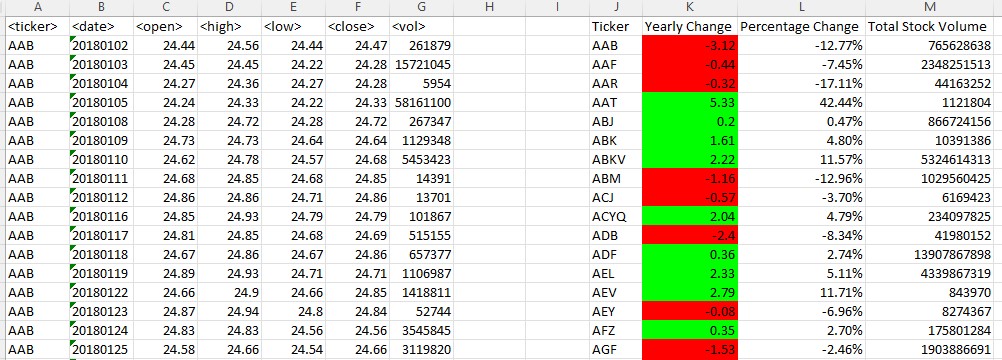 A B C D E F G H I J K L M
<ticker> <date> <open> <high> <low> <close> <vol> Ticker Yearly Change Percentage Change Total Stock Volume
AAB 20180102 24.44 24.56 24.44 24.47 261879 AAB -3.12 -12.77% 765628638
AAB 20180103 24.45 24.45 24.22 24.28 15721045 AAF -0.44 -7.45% 2348251513
AAB 20180104 24.27 24.36 24.27 24.28 5954 AAR -0.32 -17.11% 44163252
AAB 20180105 24.24 24.33 24.22 24.33 58161100 AAT 5.33 42.44% 1121804
AAB 20180108 24.28 24.72 24.28 24.72 267347 ABJ 0.2 0.47% 866724156
AAB 20180109 24.73 24.73 24.64 24.64 1129348 ABK 1.61 4.80% 10391386
AAB 20180110 24.62 24.78 24.57 24.68 5453423 ABKV 2.22 11.57% 5324614313
AAB 20180111 24.68 24.85 24.68 24.85 14391 ABM -1.16 -12.96% 1029560425
AAB 20180112 24.86 24.86 24.71 24.86 13701 ACJ -0.57 -3.70% 6169423
AAB 20180116 24.85 24.93 24.79 24.79 101867 ACYQ 2.04 4.79% 234097825
AAB 20180117 24.81 24.85 24.68 24.69 515155 ADB -2.4 -8.34% 41980152
AAB 20180118 24.67 24.86 24.67 24.86 657377 ADF 0.36 2.74% 13907867898
AAB 20180119 24.89 24.93 24.71 24.71 1106987 AEL 2.33 5.11% 4339867319
AAB 20180122 24.66 24.9 24.66 24.85 1418811 AEV 2.79 11.71% 843970
AAB 20180123 24.87 24.94 24.8 24.84 52744 AEY -0.08 -6.96% 8274367
AAB 20180124 24.83 24.83 24.56 24.56 3545845 AFZ 0.35 2.70% 175801284
AAB 20180125 24.58 24.66 24.54 24.66 3119820 AGF -1.53 -2.46% 1903886691